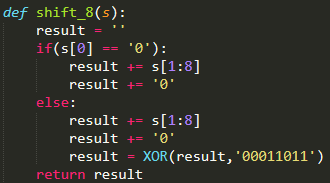 def shift_8(s):
    result = ''
    if(s[0] == '0'):
        result += s[1:8]
        result += '0'
    else:
        result += s[1:8]
        result += '0'
        result = XOR(result,'00011011')
    return result